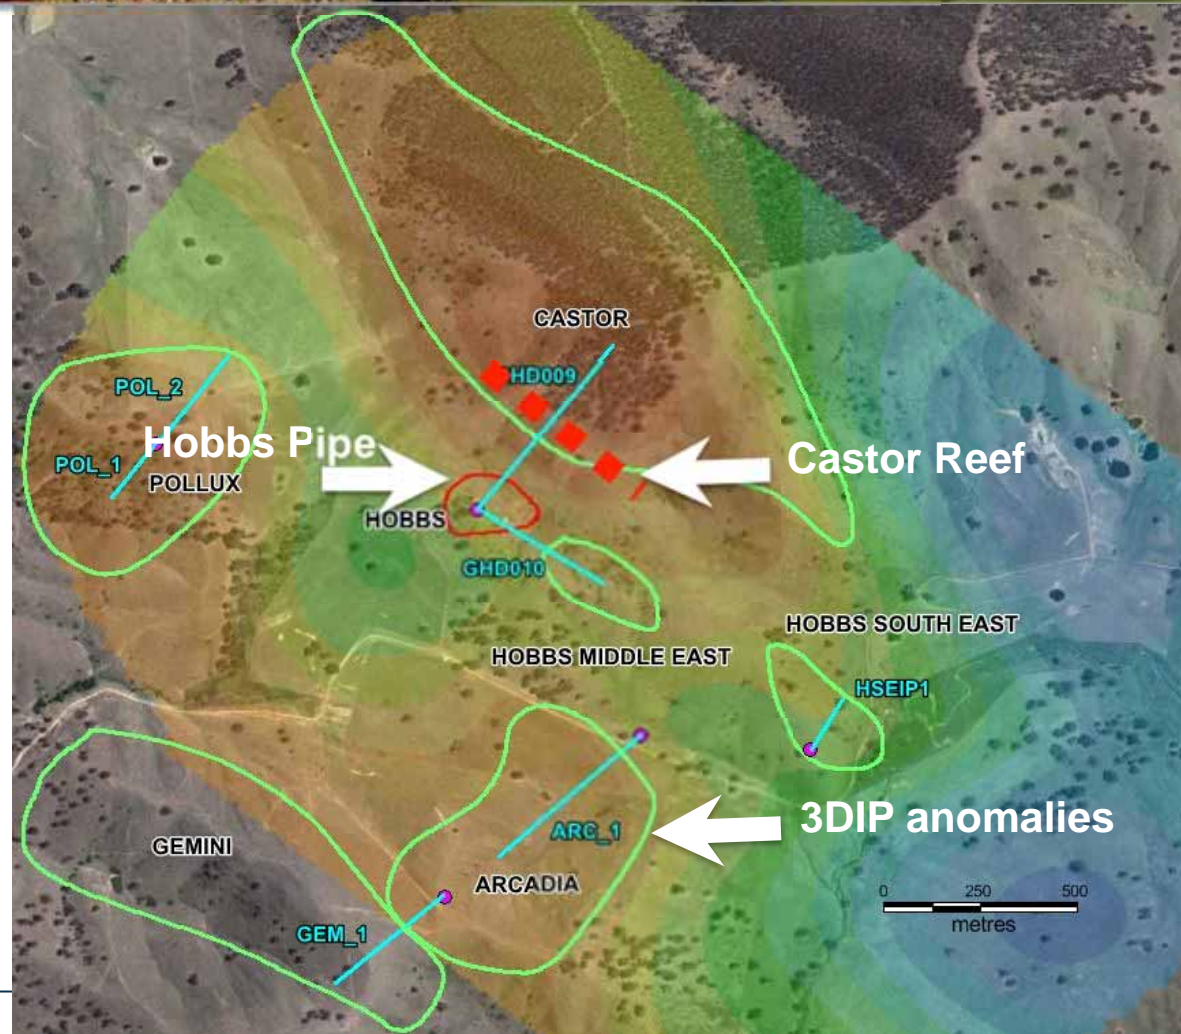 CASTOR
HD009
POL_2
Hobbs Pipe
Castor Reef
POL_1
POLLUX
HOBBS
GHD010
HOBBS SOUTH EAST
HOBBS MIDDLE EAST
HSEIP1
3DIP anomalies
ARC_1
GEMINI
ARCADIA
0 250 500
metres
GEM_1